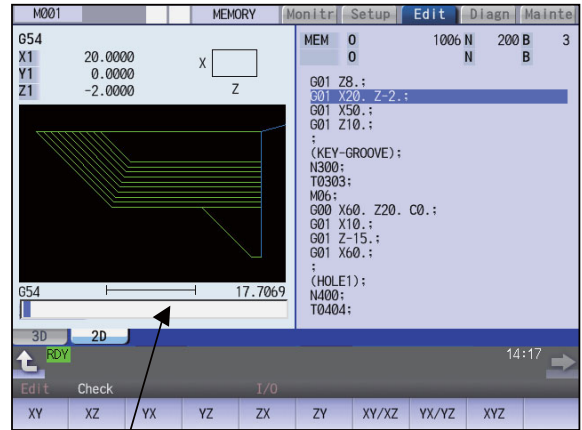 M001 MEMORY Monitr Setup Edit Diagn Mainte
G54
X1 20.0000
Y1 0.0000
Z1 -2.0000
X
Z
G54 17.7069
3D 2D
MEM O 1006 N 200 B 3
O N B
G01 Z8.;
G01 X20. Z-2.;
G01 X50.;
G01 Z10.;
;
(KEY-GROOVE);
N300;
T0303;
M06;
G00 X60. Z20. C0.;
G01 X10.;
G01 Z-15.;
G01 X60.;
;
(HOLE1);
N400;
T0404;
RDY 14:17
Edit Check I/O
XY XZ YX YZ ZX ZY XY/XZ YX/YZ XYZ